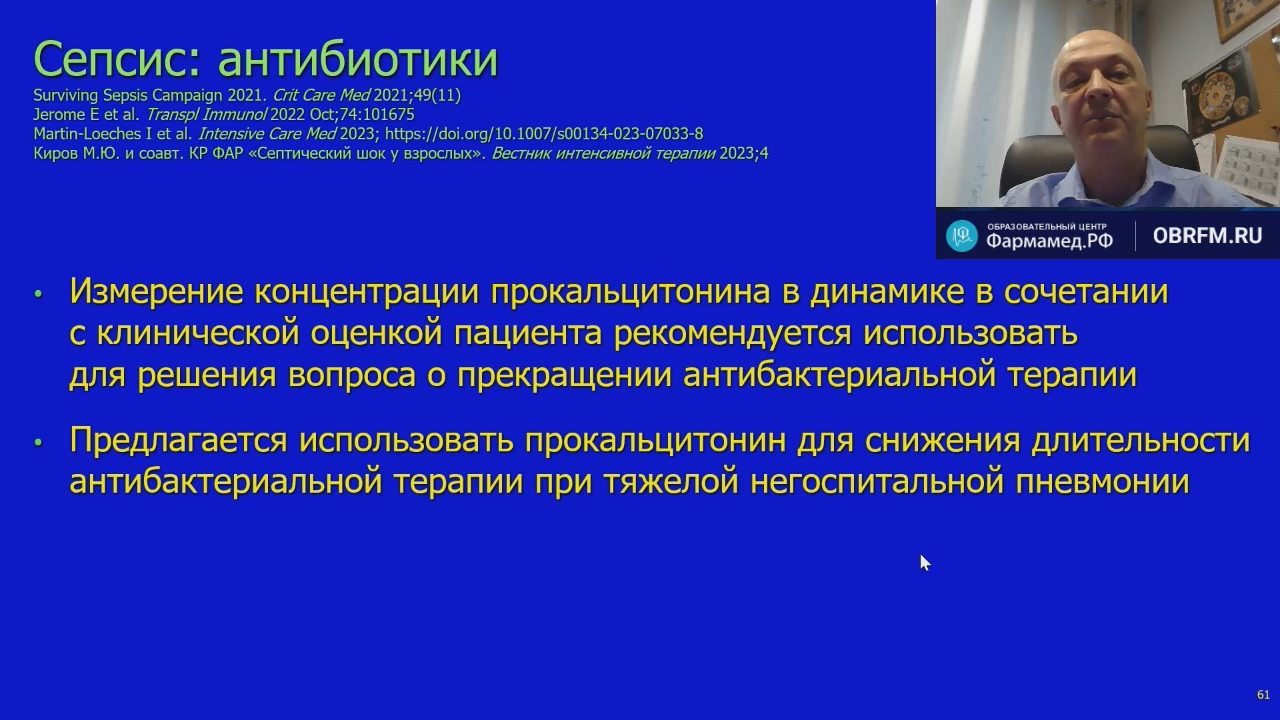 Сепсис: антибиотики
Surviving Sepsis Campaign 2021. Crit Care Med 2021;49(11)
Jerome E et al. Transpl Immunol 2022 Oct;74:101675
Martin-Loeches I et al. Intensive Care Med 2023; https://doi.org/10.1007/s00134-023-07033-8
Киров М.Ю. и соавт. КР ФАР «Септический шок у взрослых». Вестник интенсивной терапии 2023;4
ОБРАЗОВАТЕЛЬНЫЙ ЦЕНТР
Фармамед.РФ
OBRFM.RU
• Измерение концентрации прокальцитонина в динамике в сочетании
с клинической оценкой пациента рекомендуется использовать
для решения вопроса о прекращении антибактериальной терапии
• Предлагается использовать прокальцитонин для снижения длительности
антибактериальной терапии при тяжелой негоспитальной пневмонии
61